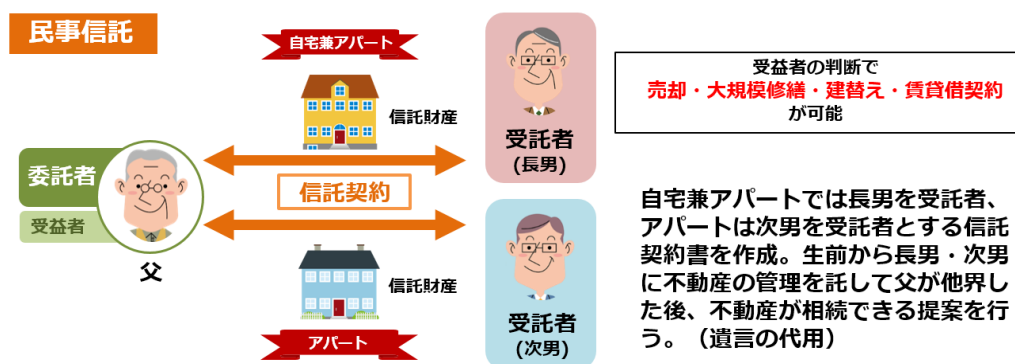 民事信託
自宅兼アパート
信託財産
受託者
(長男)
受益者の判断で
売却・大規模修繕・建替え・賃貸借契約
が可能
委託者
受益者
父
信託契約
信託財産
アパート
受託者
(次男)
自宅兼アパートでは長男を受託者、
アパートは次男を受託者とする信託
契約書を作成。生前から長男・次男
に不動産の管理を託して父が他界し
た後、不動産が相続できる提案を行
う。（遺言の代用）